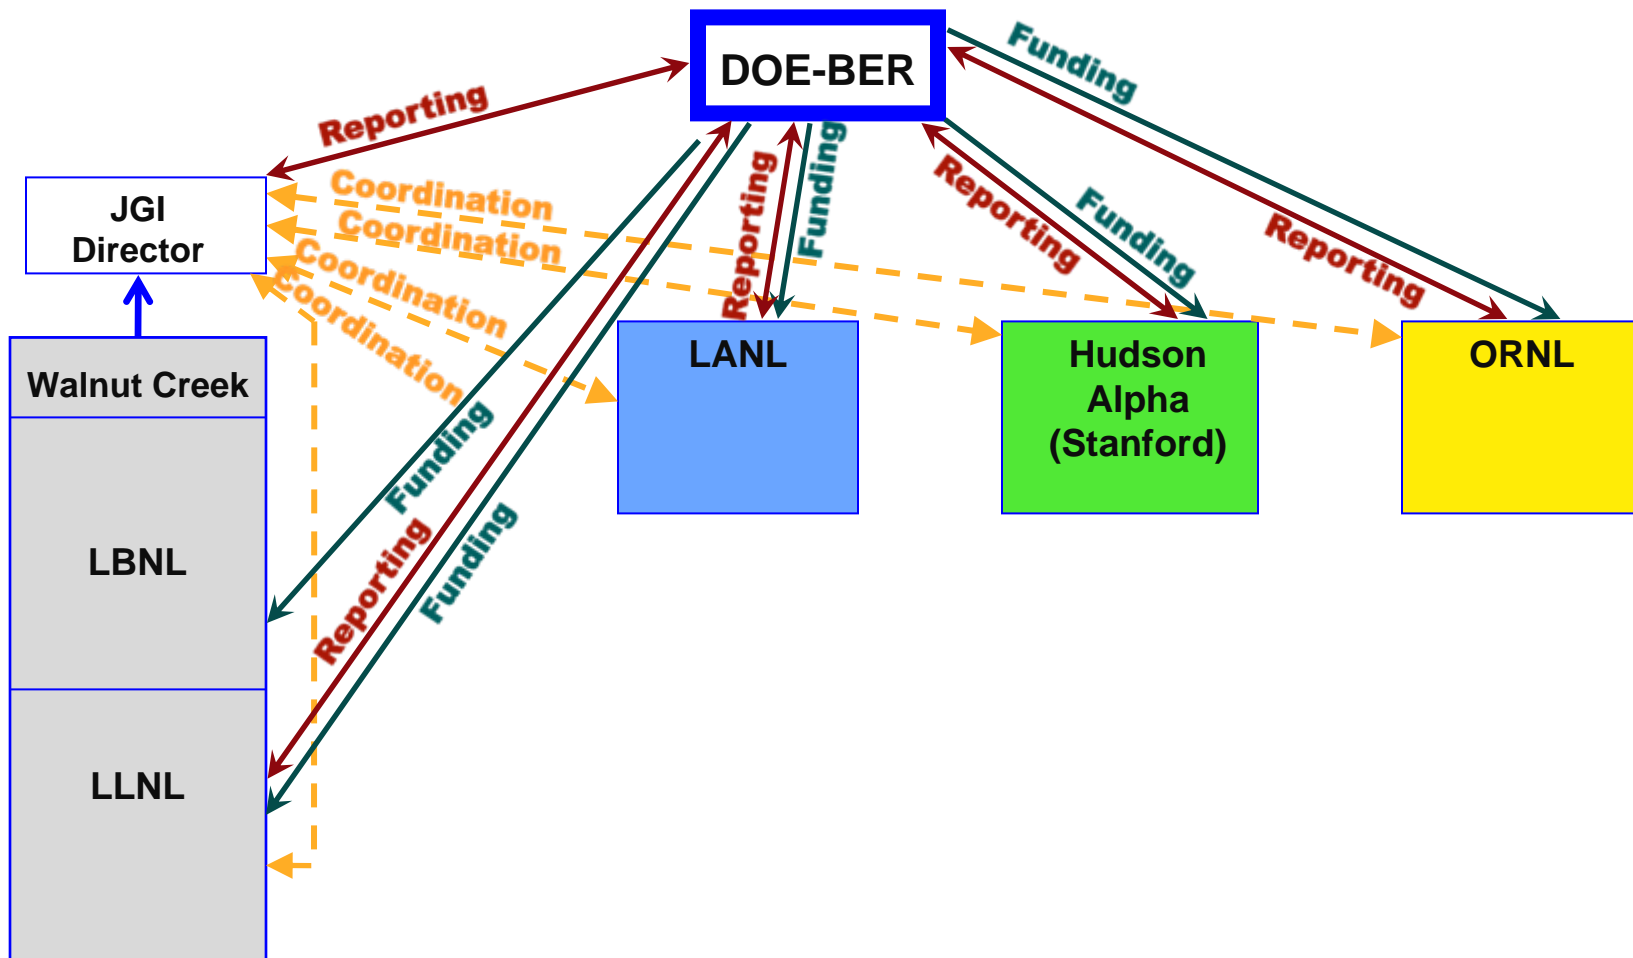 DOE-BER
Funding
Reporting
Coordination
Coordination
Coordination
Coordination
Reporting
Funding
Reporting
Funding
Reporting
JGI
Director
LANL
Hudson
Alpha
(Stanford)
ORNL
Walnut Creek
Funding
Reporting
Funding
LBNL
LLNL